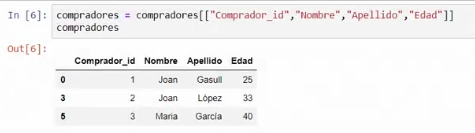 In [6]: compradores = compradores[["Comprador_id","Nombre","Apellido","Edad"]]
compradores
Out[6]:
Comprador_id Nombre Apellido Edad
0 1 Joan Gasull 25
3 2 Joan López 33
5 3 Maria García 40